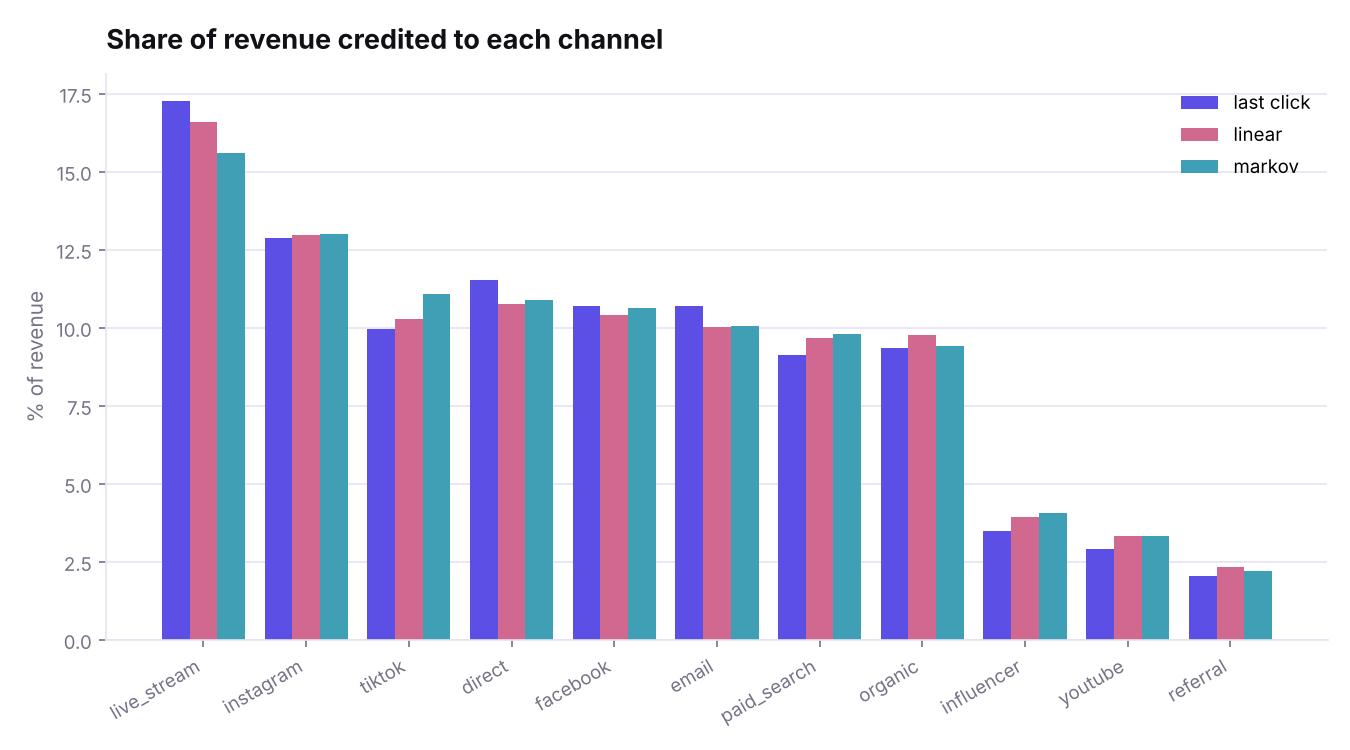 Share of revenue credited to each channel
last click
linear
markov
% of revenue
17.5
15.0
12.5
10.0
7.5
5.0
2.5
0.0
live_stream
instagram
tiktok
direct
facebook
email
paid_search
organic
influencer
youtube
referral